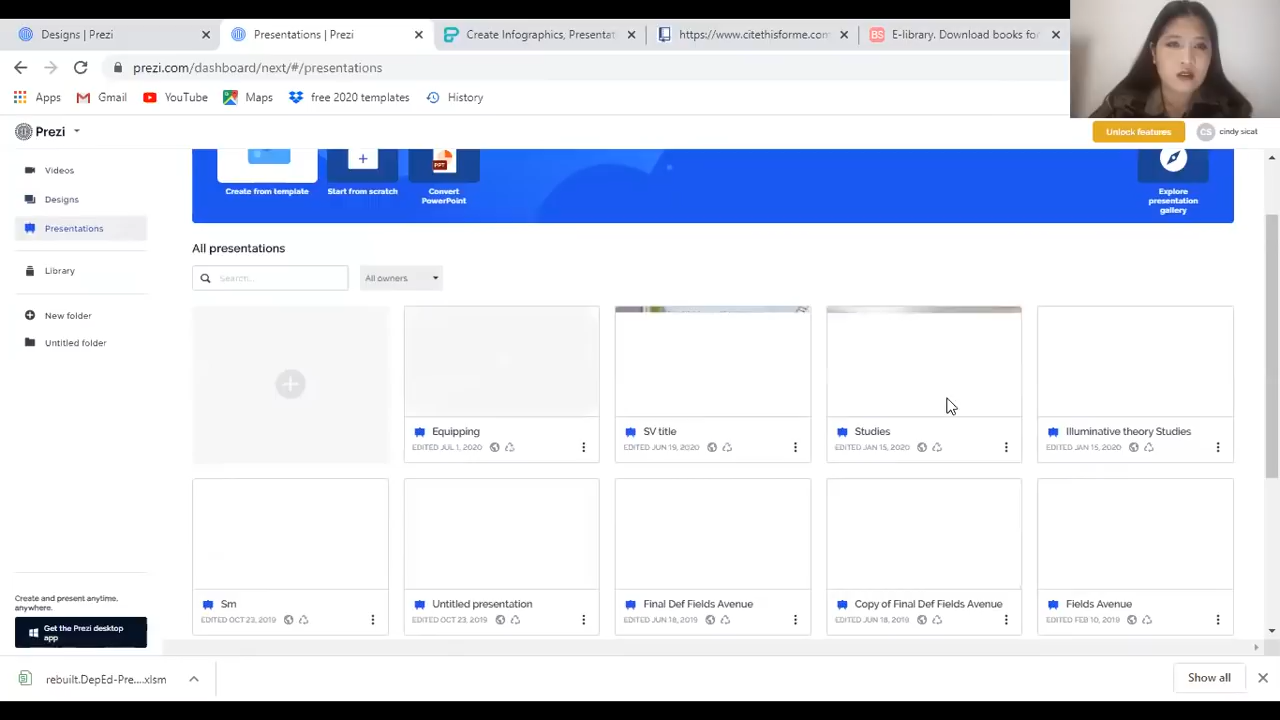 Designs | Prezi
Presentations | Prezi
Create Infographics, Presentat
https://www.citethisforme.com
E-library. Download books for
prezi.com/dashboard/next/#/presentations
Apps
Gmail
YouTube
Maps
free 2020 templates
History
Prezi
Unlock features
CS
cindy sicat
Videos
Designs
Presentations
Library
New folder
Untitled folder
Create from template
Start from scratch
PPT
Convert
PowerPoint
Explore
presentation
gallery
All presentations
Search...
All owners
Equipping
EDITED JUL 1, 2020
SV title
EDITED JUN 19, 2020
Studies
EDITED JAN 15, 2020
Illuminative theory Studies
EDITED JAN 15, 2020
Sm
EDITED OCT 23, 2019
Untitled presentation
EDITED OCT 23, 2019
Final Def Fields Avenue
EDITED JUN 18, 2019
Copy of Final Def Fields Avenue
EDITED JUN 18, 2019
Fields Avenue
EDITED FEB 10, 2019
Create and present anytime,
anywhere.
Get the Prezi desktop
app
rebuilt.DepEd-Pre....xlsm
Show all